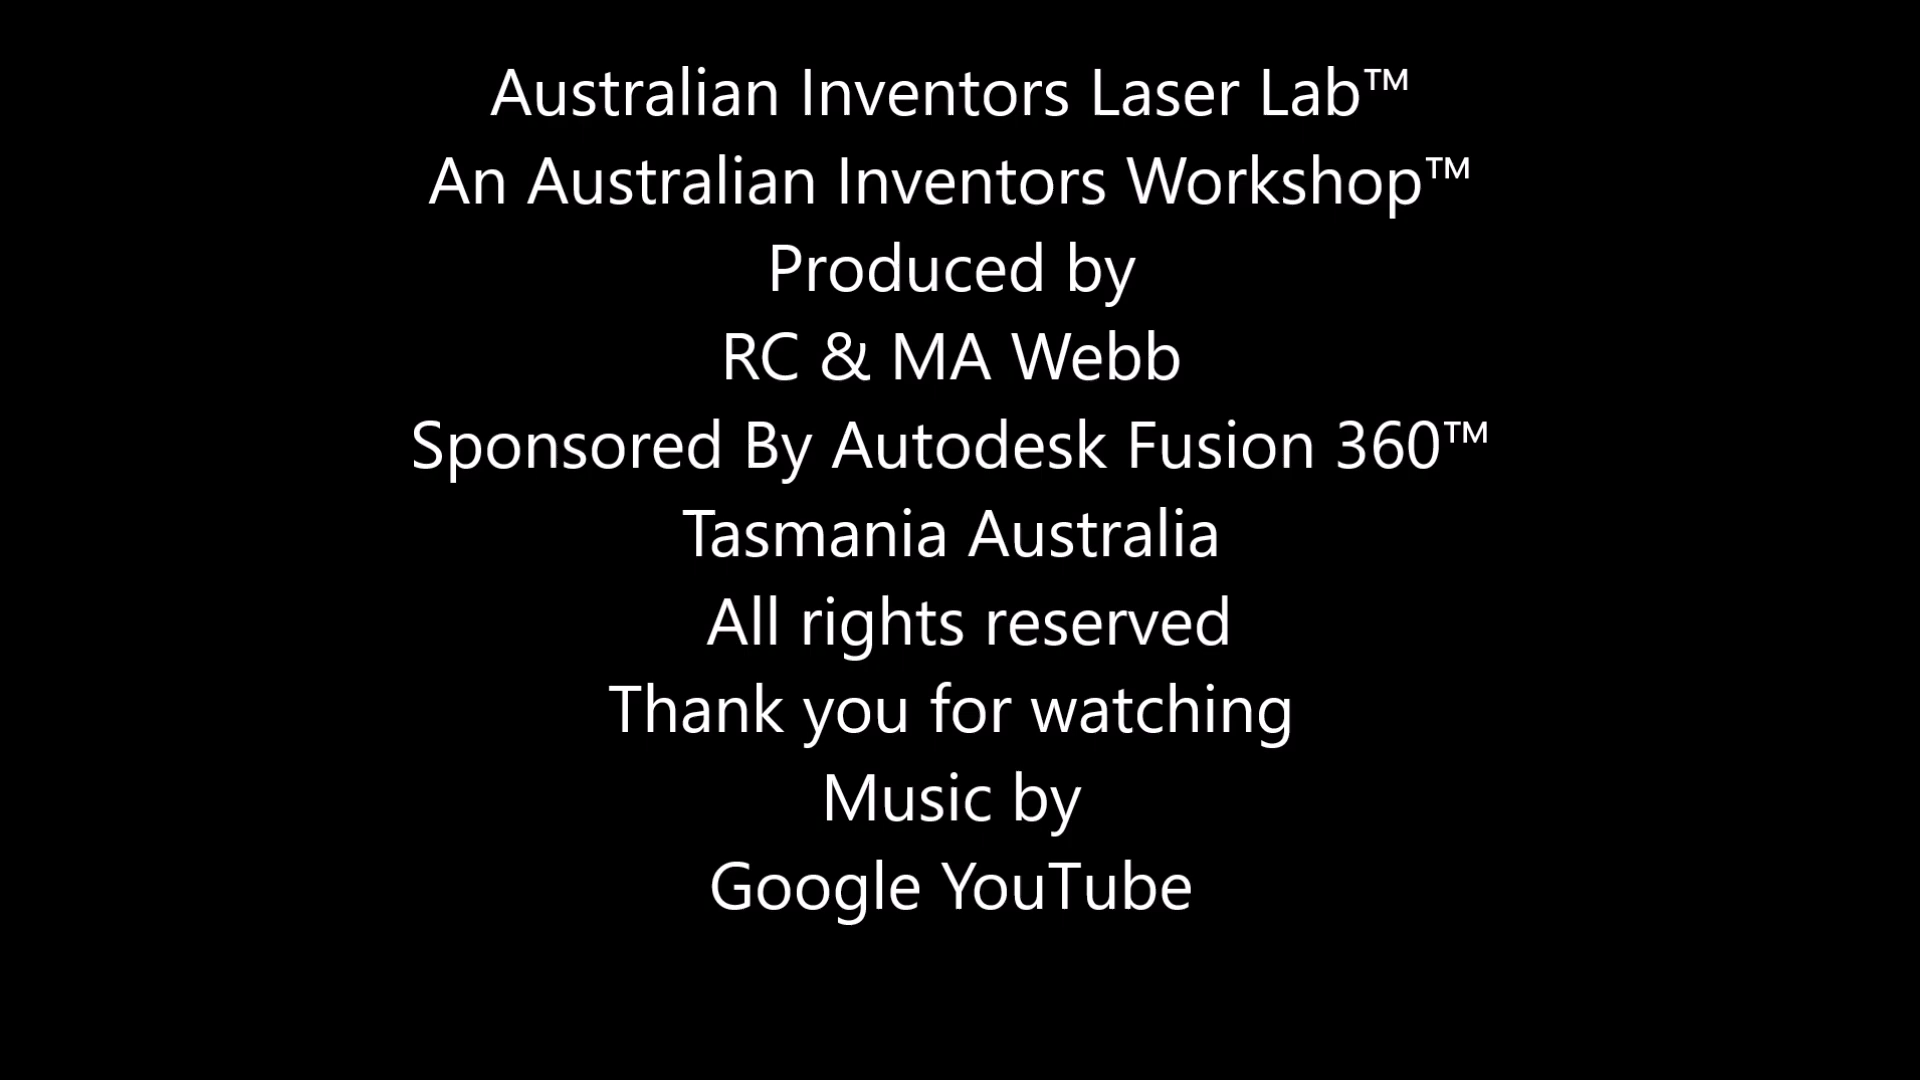 Australian Inventors Laser Lab™
An Australian Inventors Workshop™
Produced by
RC & MA Webb
Sponsored By Autodesk Fusion 360™
Tasmania Australia
All rights reserved
Thank you for watching
Music by
Google YouTube